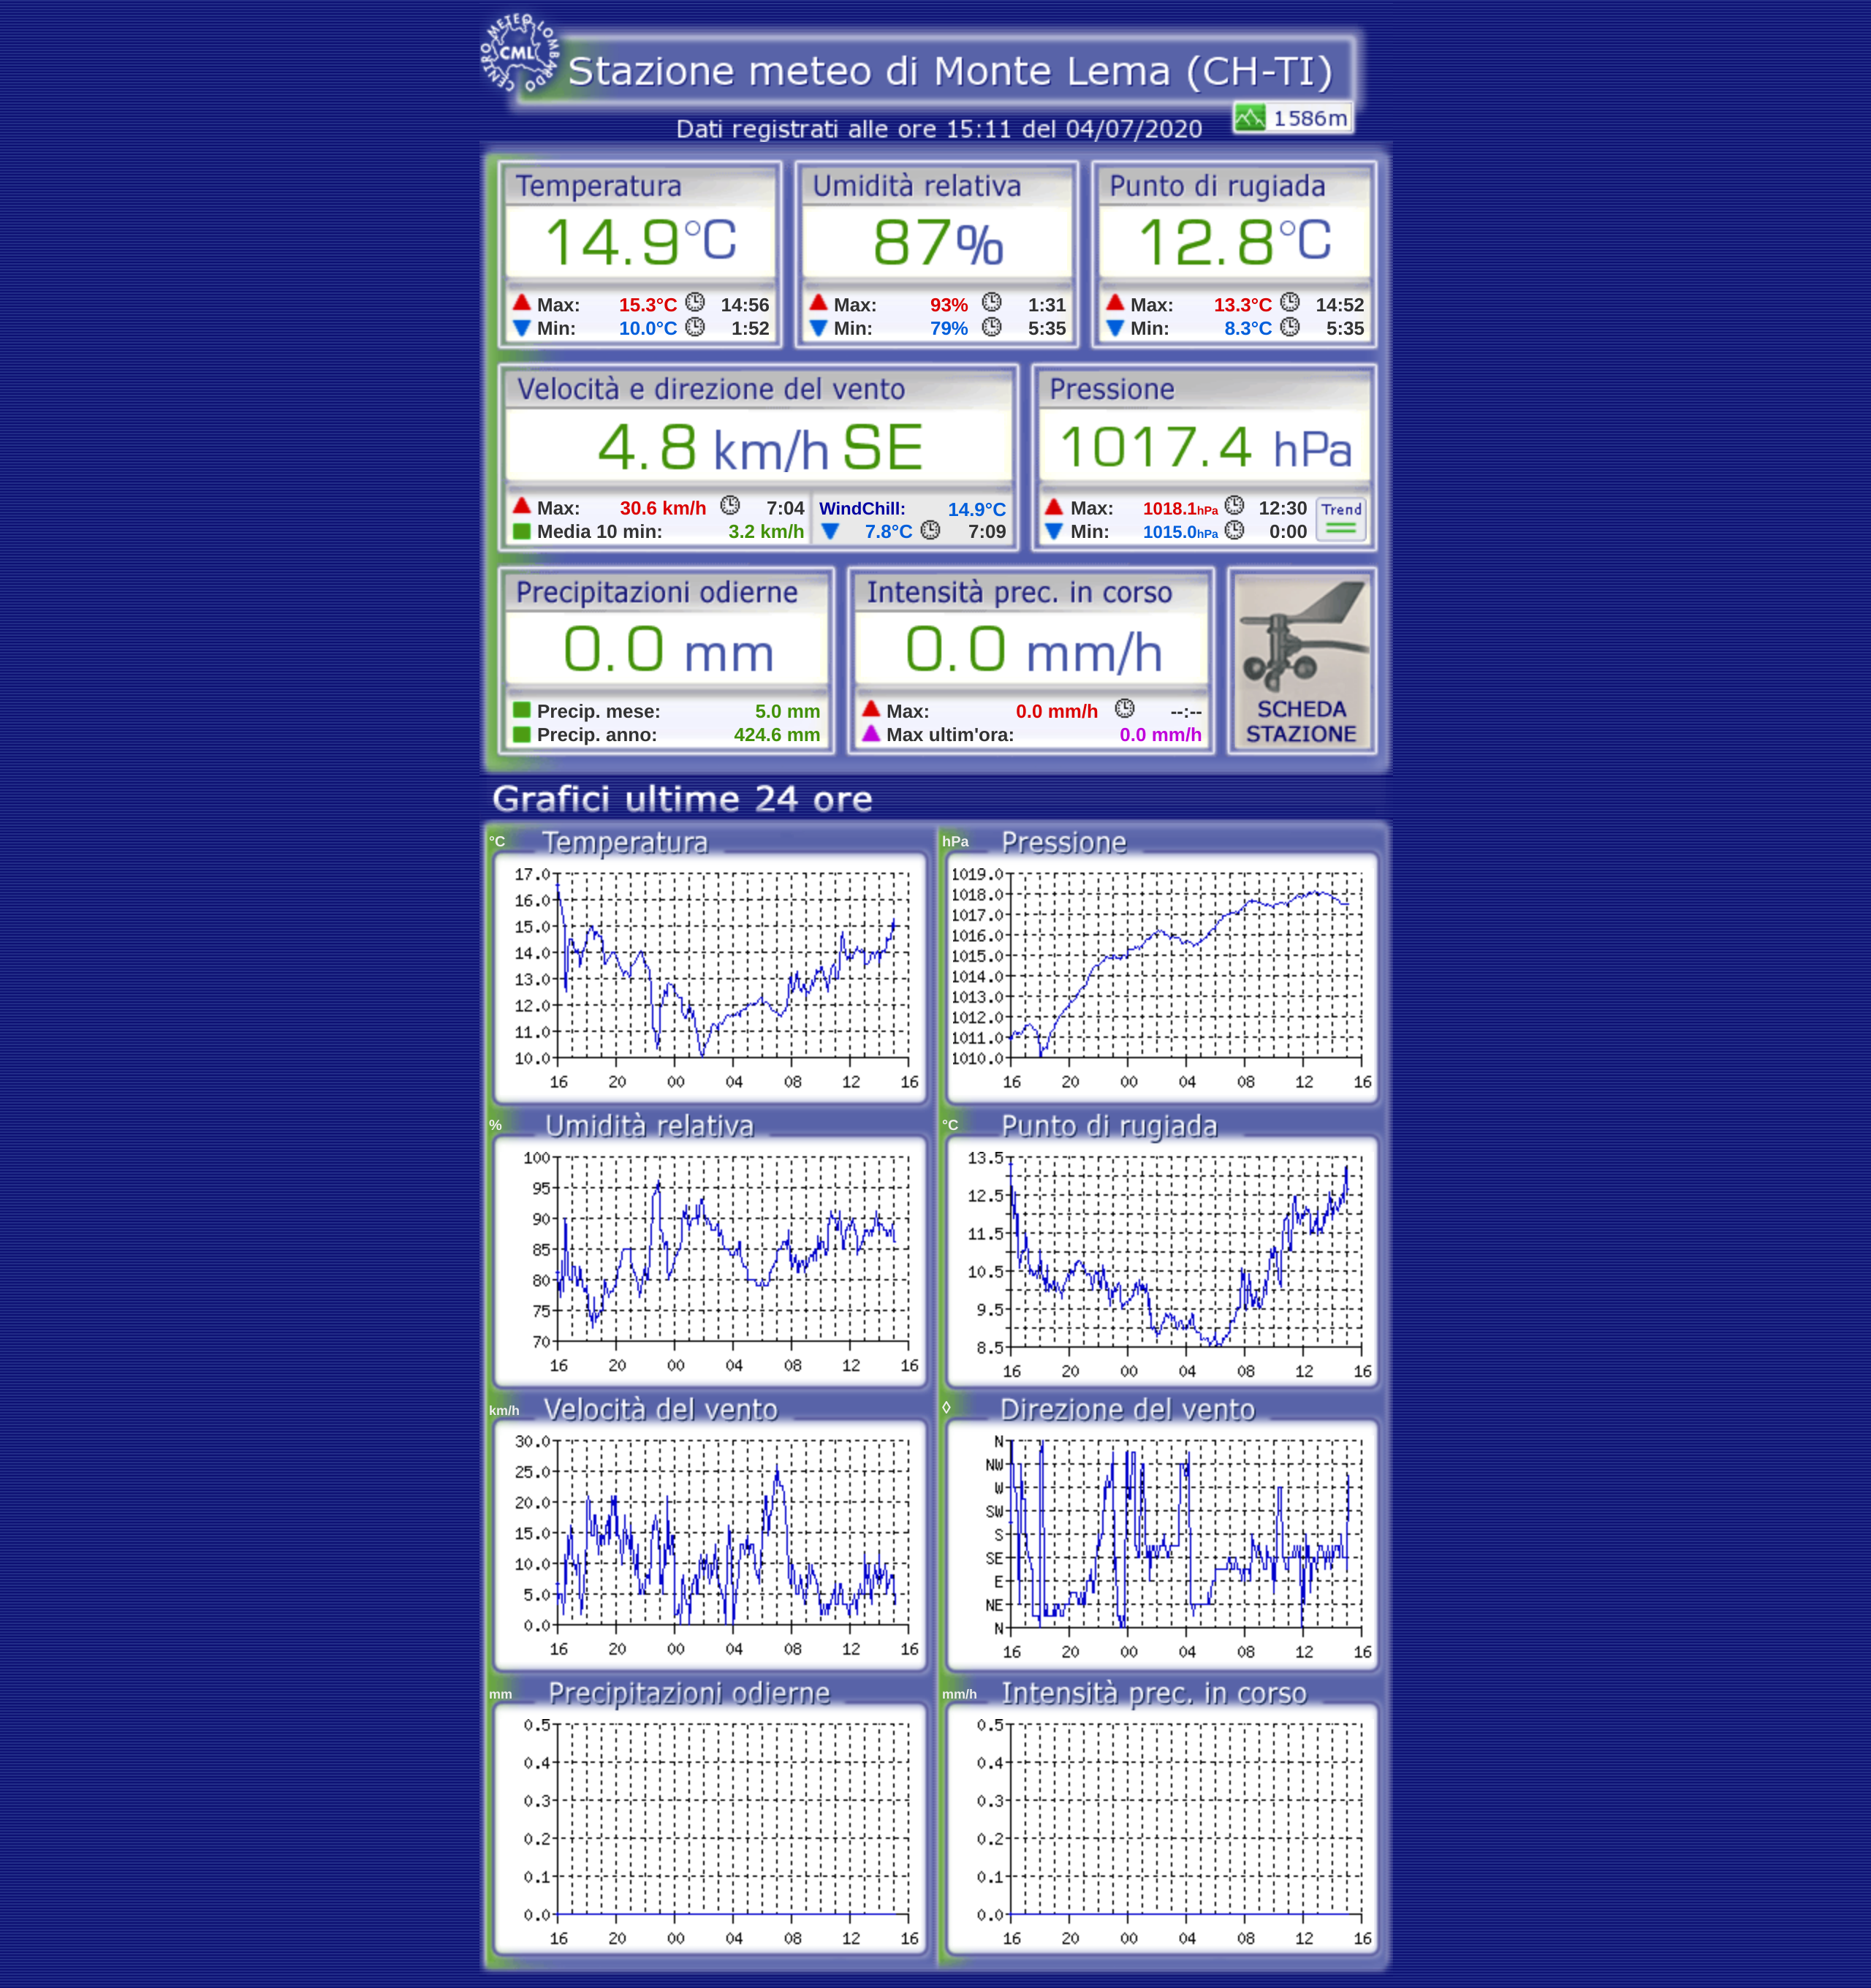 CENTRO METEO LOMBARDO
CML
Stazione meteo di Monte Lema (CH-TI)
1586m
Dati registrati alle ore 15:11 del 04/07/2020
Temperatura Umidità relativa Punto di rugiada
14.9°C 87% 12.8°C
Max: 15.3°C 14:56 Max: 93% 1:31 Max: 13.3°C 14:52
Min: 10.0°C 1:52 Min: 79% 5:35 Min: 8.3°C 5:35
Velocità e direzione del vento Pressione
4.8 km/h SE 1017.4 hPa
Max: 30.6 km/h 7:04 WindChill: 14.9°C Max: 1018.1hPa 12:30 Trend
Media 10 min: 3.2 km/h 7.8°C 7:09 Min: 1015.0hPa 0:00
Precipitazioni odierne Intensità prec. in corso
0.0 mm 0.0 mm/h
Precip. mese: 5.0 mm Max: 0.0 mm/h --:-- SCHEDA
Precip. anno: 424.6 mm Max ultim'ora: 0.0 mm/h STAZIONE
Grafici ultime 24 ore
°C Temperatura
17.0
16.0
15.0
14.0
13.0
12.0
11.0
10.0
16 20 00 04 08 12 16
hPa Pressione
1019.0
1018.0
1017.0
1016.0
1015.0
1014.0
1013.0
1012.0
1011.0
1010.0
16 20 00 04 08 12 16
% Umidità relativa
100
95
90
85
80
75
70
16 20 00 04 08 12 16
°C Punto di rugiada
13.5
12.5
11.5
10.5
9.5
8.5
16 20 00 04 08 12 16
km/h Velocità del vento
30.0
25.0
20.0
15.0
10.0
5.0
0.0
16 20 00 04 08 12 16
◊ Direzione del vento
N
NW
W
SW
S
SE
E
NE
N
16 20 00 04 08 12 16
mm Precipitazioni odierne
0.5
0.4
0.3
0.2
0.1
0.0
16 20 00 04 08 12 16
mm/h Intensità prec. in corso
0.5
0.4
0.3
0.2
0.1
0.0
16 20 00 04 08 12 16